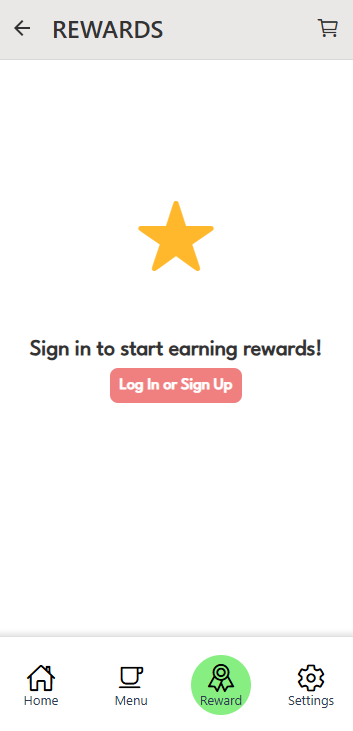 REWARDS
Sign in to start earning rewards!
Log In or Sign Up
Home
Menu
Reward
Settings